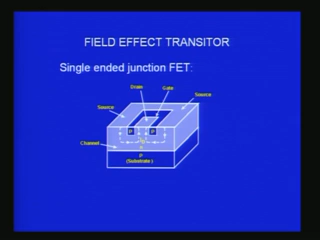 FIELD EFFECT TRANSITOR
Single ended junction FET:
Drain
Gate
Source
Source
P
P
Channel
P
(Substrate)